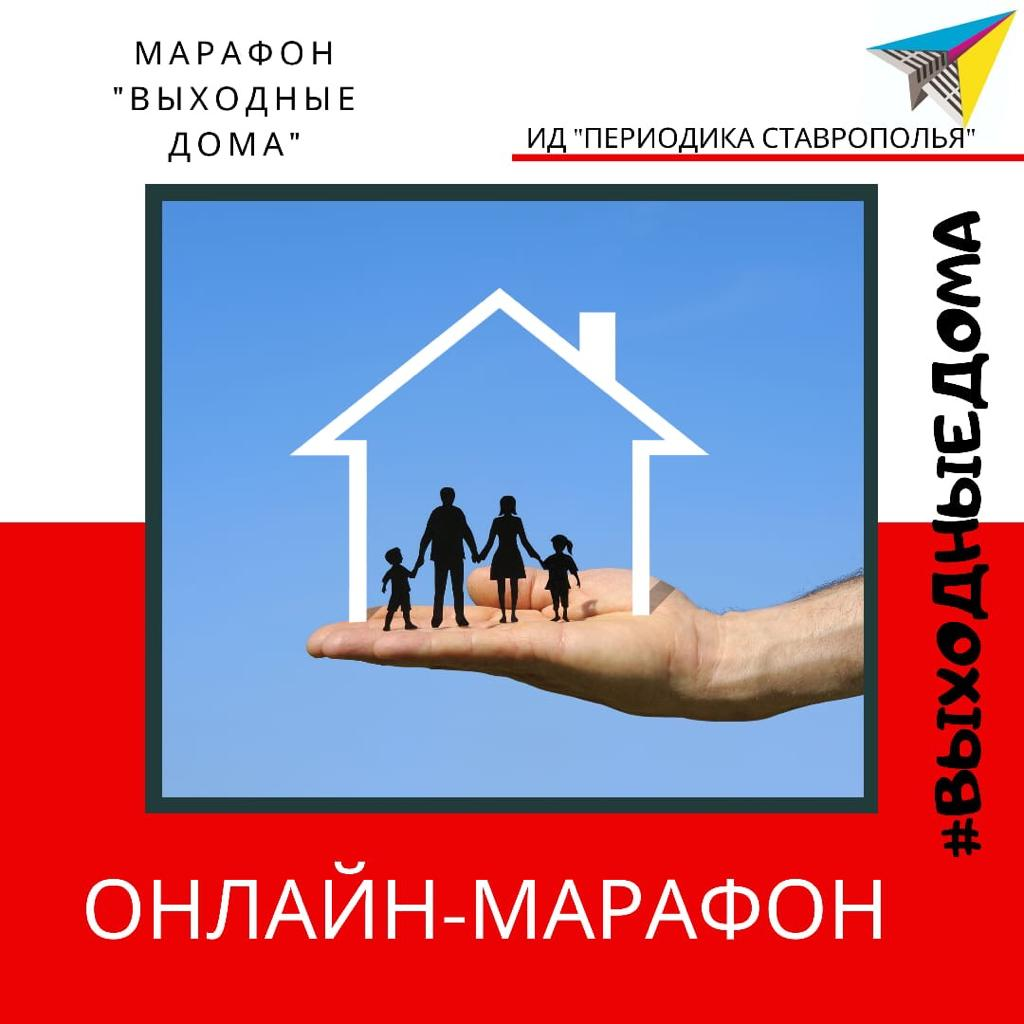 МАРАФОН
"ВЫХОДНЫЕ
ДОМА"
ИД "ПЕРИОДИКА СТАВРОПОЛЬЯ"
#ВЫХОДНЫЕДОМА
ОНЛАЙН-МАРАФОН